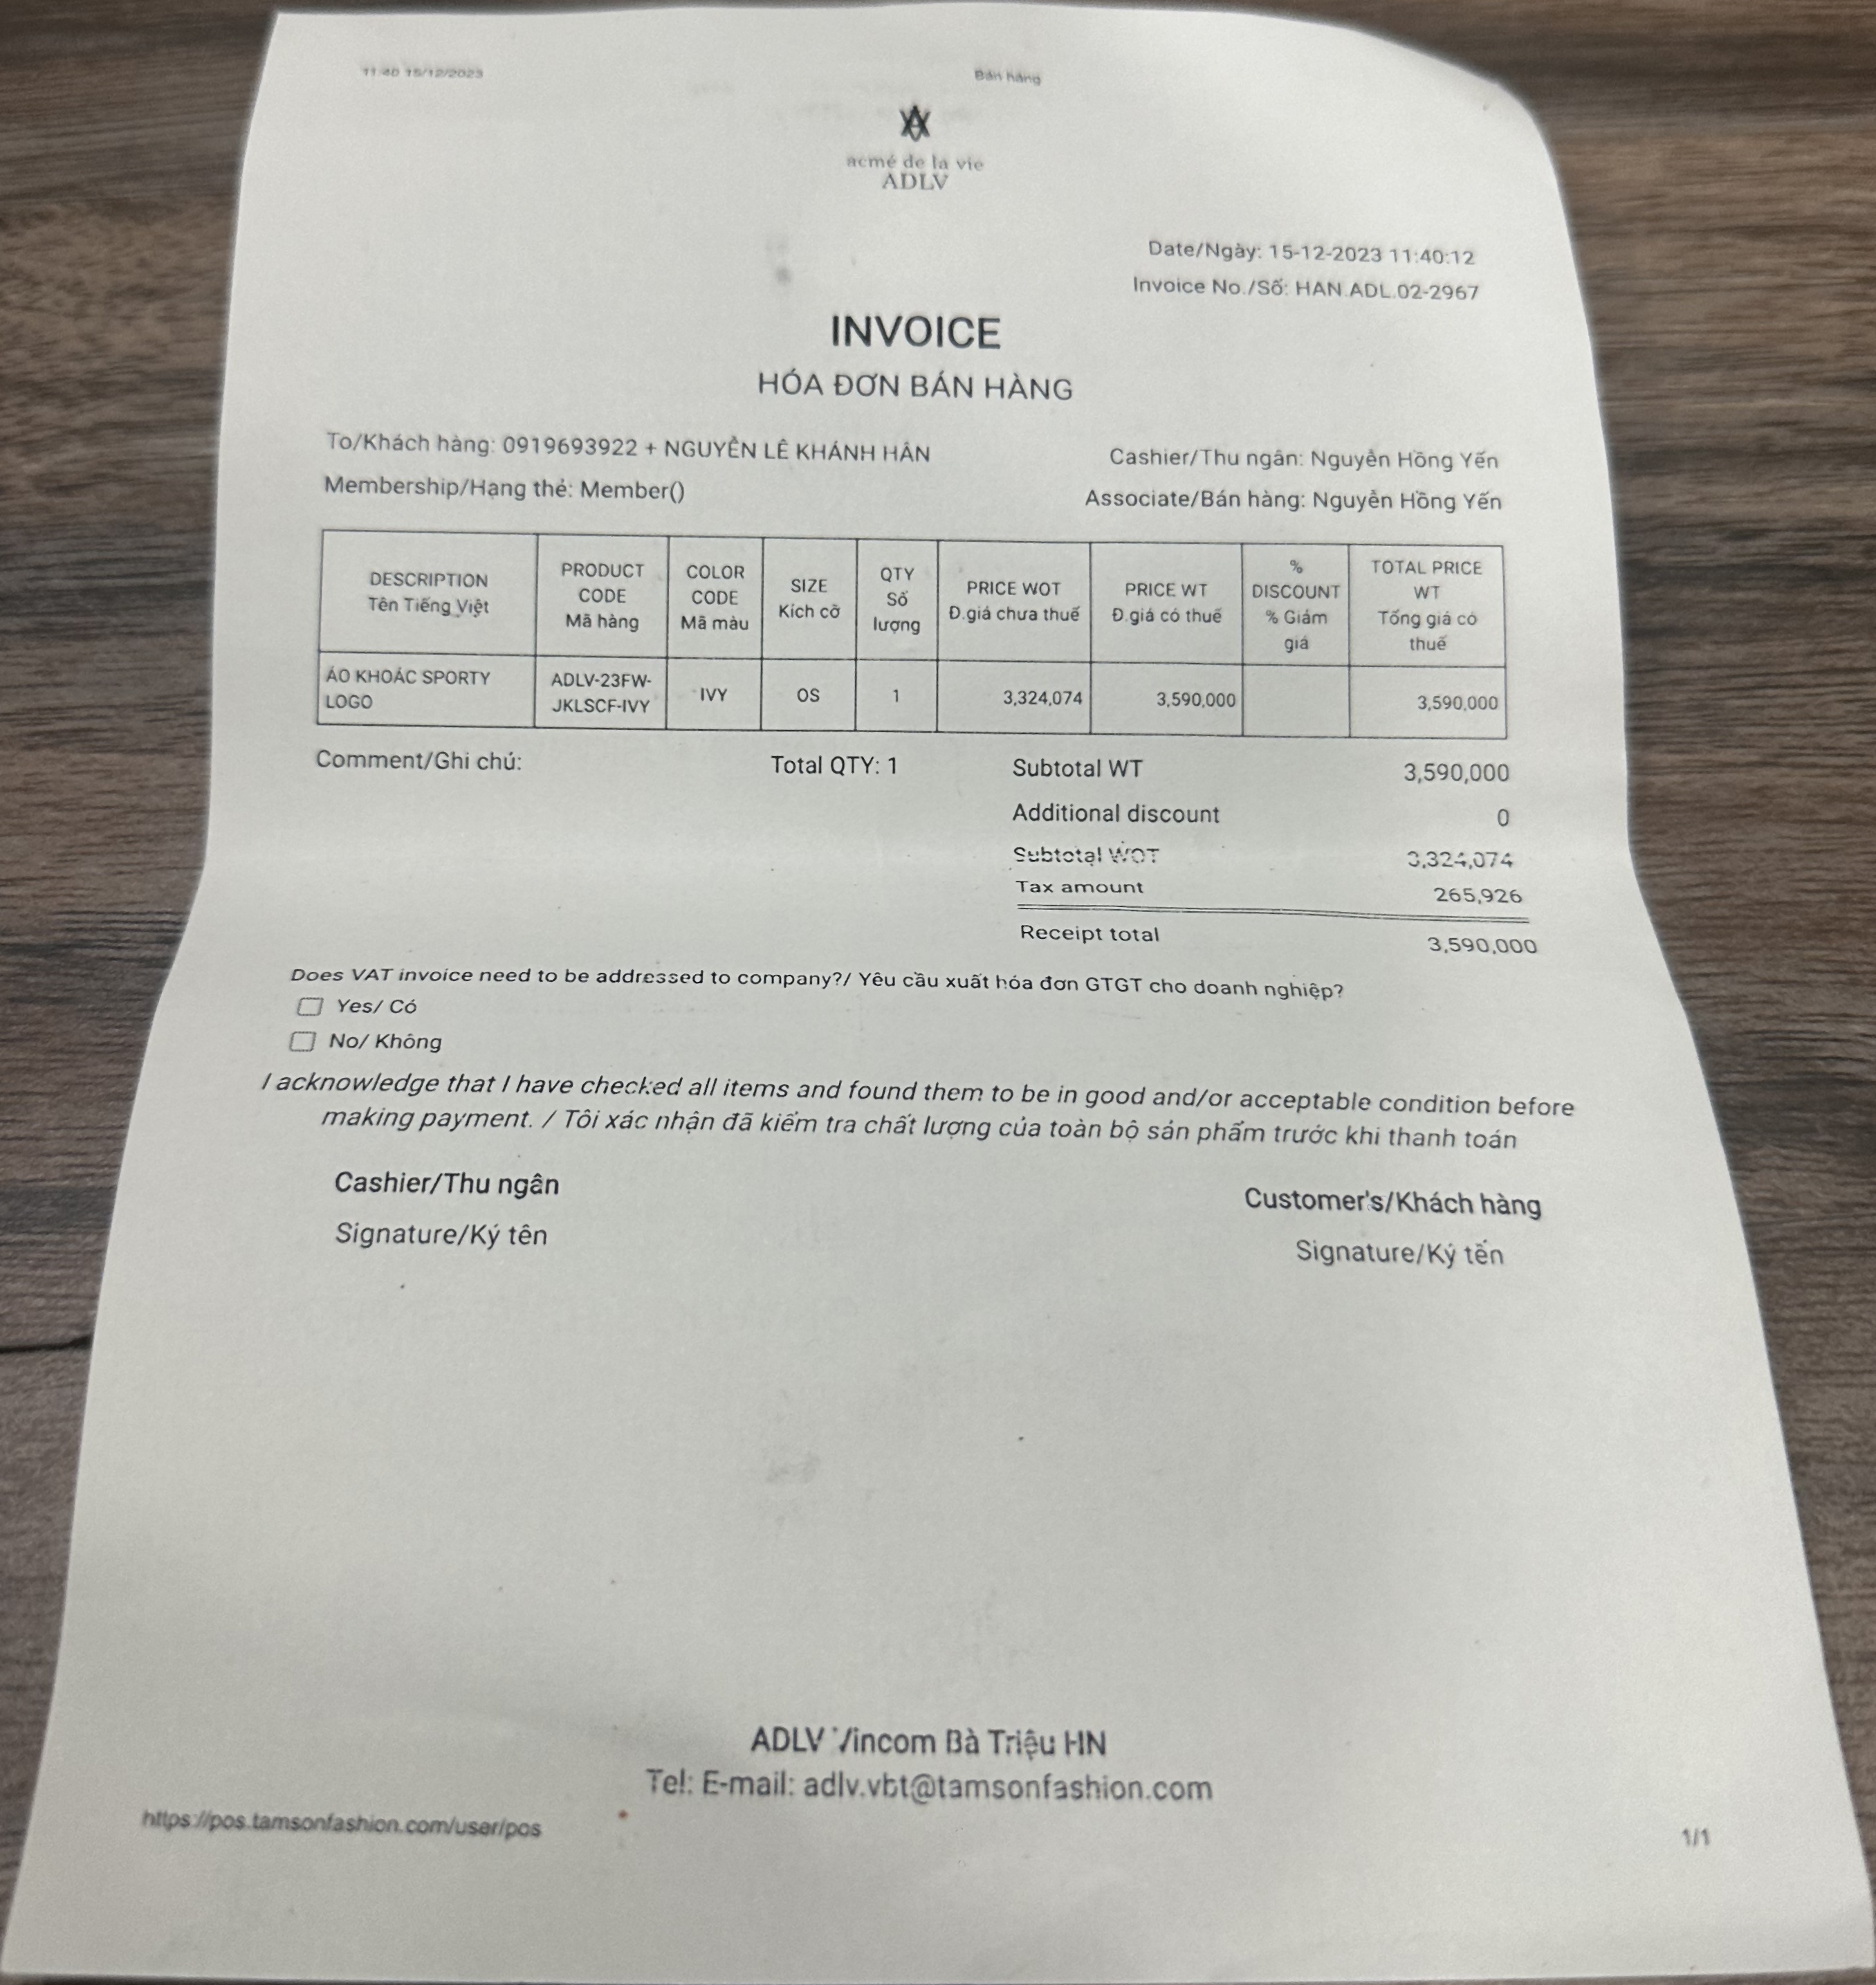 11:40 15/12/2023
Bán hàng
acmé de la vie
ADLV
Date/Ngày: 15-12-2023 11:40:12
Invoice No./Số: HAN.ADL.02-2967
INVOICE
HÓA ĐƠN BÁN HÀNG
To/Khách hàng: 0919693922 + NGUYỄN LÊ KHÁNH HÂN
Cashier/Thu ngân: Nguyễn Hồng Yến
Membership/Hạng thẻ: Member()
Associate/Bán hàng: Nguyễn Hồng Yến
DESCRIPTION
Tên Tiếng Việt
PRODUCT
CODE
Mã hàng
COLOR
CODE
Mã màu
SIZE
Kích cỡ
QTY
Số
lượng
PRICE WOT
Đ.giá chưa thuế
PRICE WT
Đ.giá có thuế
%
DISCOUNT
% Giảm
giá
TOTAL PRICE
WT
Tổng giá có
thuế
ÁO KHOÁC SPORTY
LOGO
ADLV-23FW-
JKLSCF-IVY
IVY
OS
1
3,324,074
3,590,000
3,590,000
Comment/Ghi chú:
Total QTY: 1
Subtotal WT 3,590,000
Additional discount 0
Subtotal WOT 3,324,074
Tax amount 265,926
Receipt total 3,590,000
Does VAT invoice need to be addressed to company?/ Yêu cầu xuất hóa đơn GTGT cho doanh nghiệp?
Yes/ Có
No/ Không
I acknowledge that I have checked all items and found them to be in good and/or acceptable condition before
making payment. / Tôi xác nhận đã kiểm tra chất lượng của toàn bộ sản phẩm trước khi thanh toán
Cashier/Thu ngân
Customer's/Khách hàng
Signature/Ký tên
Signature/Ký tên
ADLV Vincom Bà Triệu HN
Tel: E-mail: adlv.vbt@tamsonfashion.com
https://pos.tamsonfashion.com/user/pos
1/1